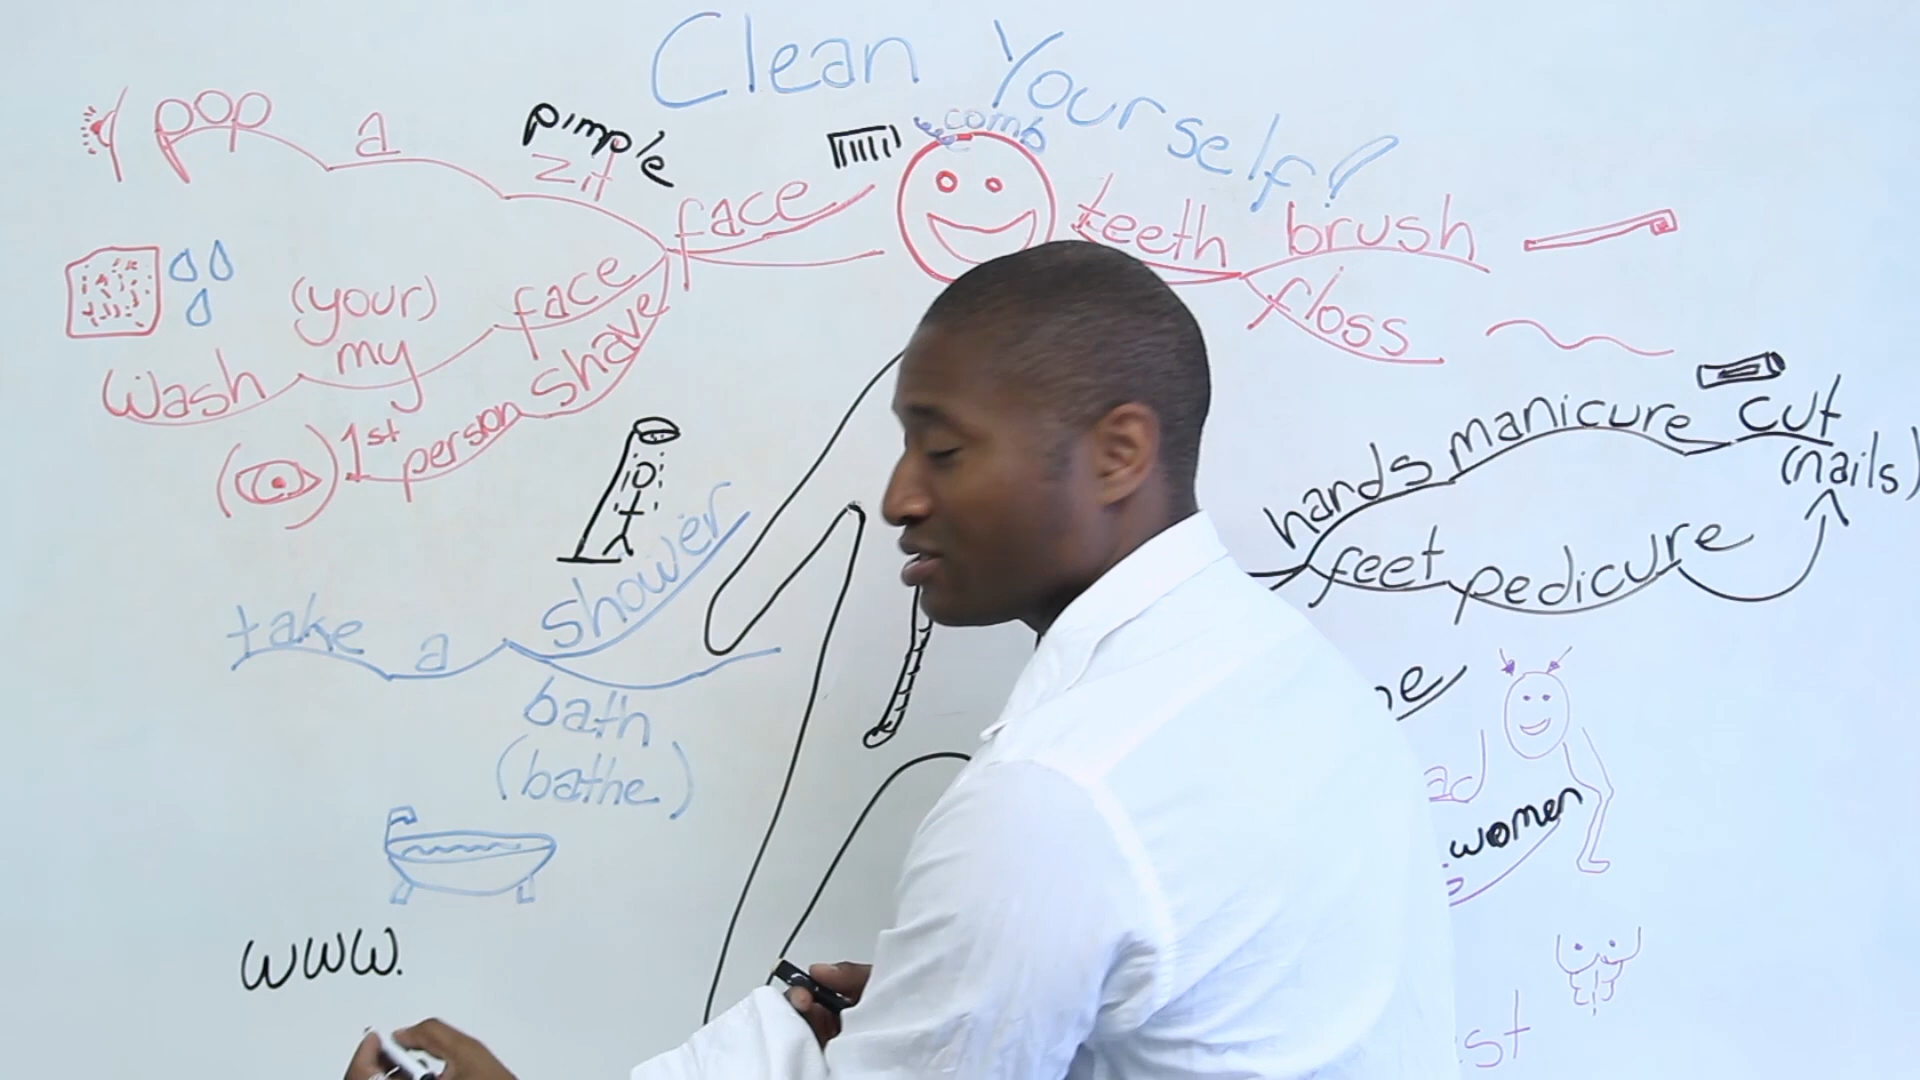 Clean Yourself!
comb
pop a zit
pimple
face
wash my face
(your)
1st person shave
teeth brush
floss
hands manicure cut
(nails)
feet pedicure
take a shower
bath
(bathe)
women
www.